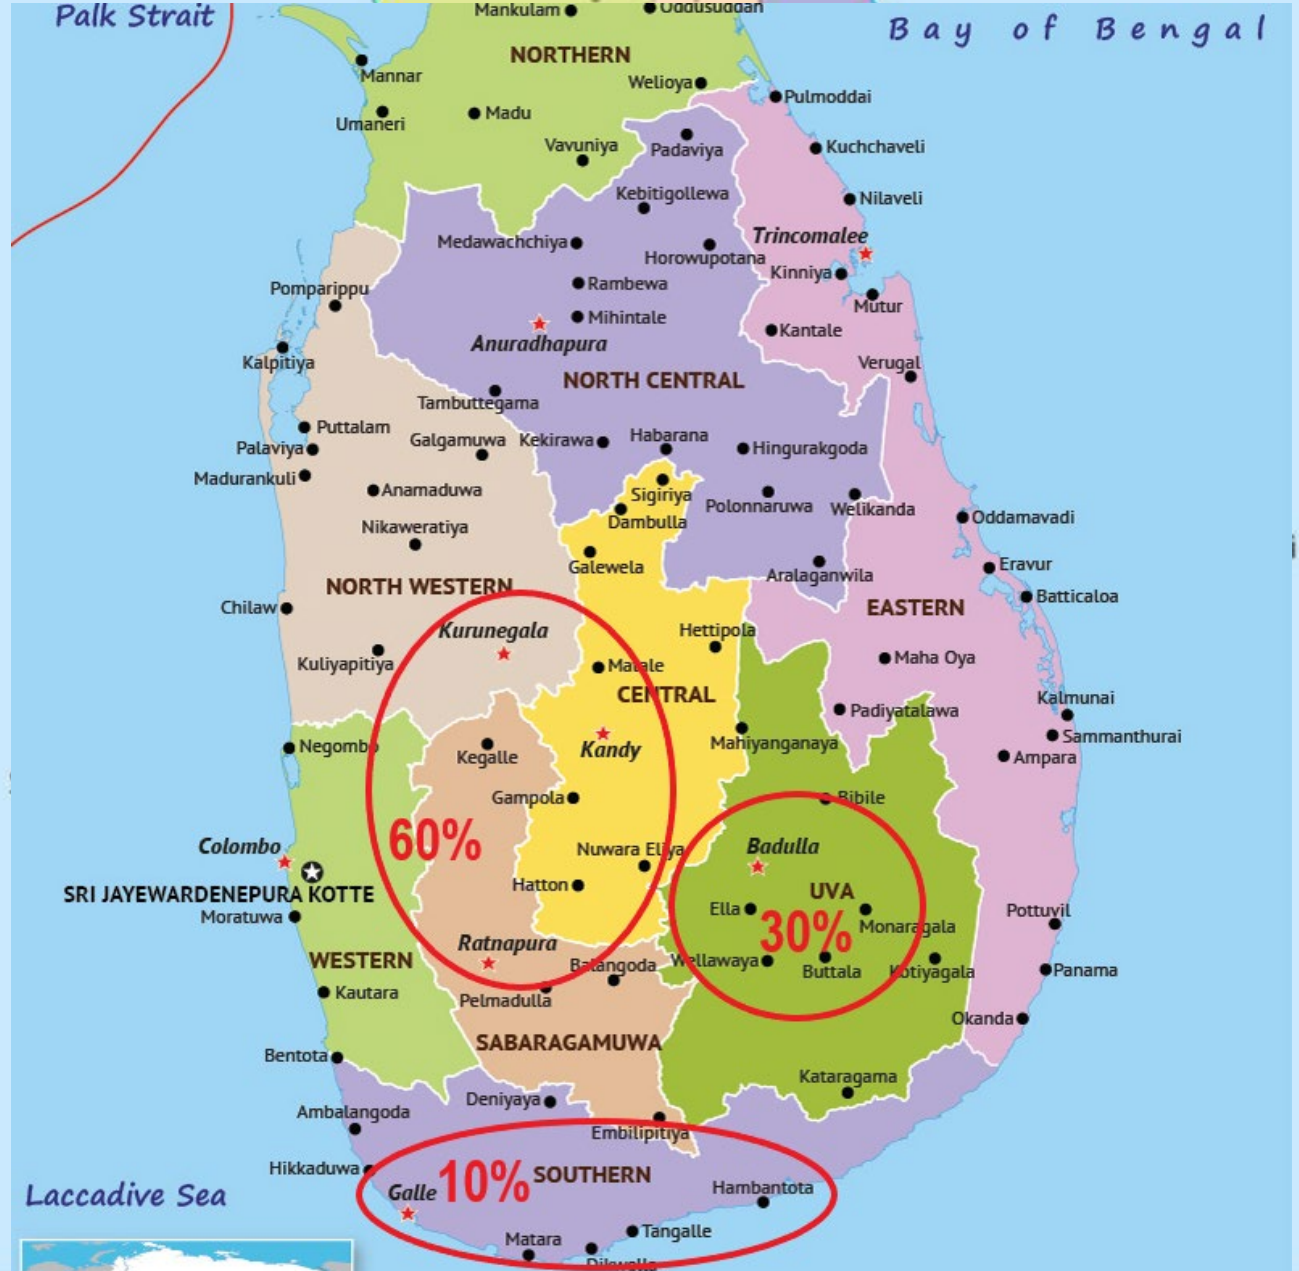 Mankulam
Oddusuddan
Palk Strait
Bay of Bengal
NORTHERN
Mannar
Welioya
Pulmoddai
Umaneri
Madu
Vavuniya
Padaviya
Kuchchaveli
Kebitigollewa
Nilaveli
Medawachchiya
Horowupotana
Trincomalee
Kinniya
Rambewa
Pomparippu
Mutur
Mihintale
Kantale
Anuradhapura
Kalpitiya
Verugal
NORTH CENTRAL
Tambuttegama
Puttalam
Galgamuwa
Kekirawa
Habarana
Hingurakgoda
Palaviya
Madurankuli
Anamaduwa
Sigiriya
Polonnaruwa
Welikanda
Dambulla
Oddamavadi
Nikaweratiya
Galewela
Aralaganwila
Eravur
NORTH WESTERN
Batticaloa
Chilaw
EASTERN
Kurunegala
Hettipola
Kuliyapitiya
Matale
Maha Oya
CENTRAL
Kalmunai
Padiyatalawa
Negombo
Kegalle
Kandy
Mahiyanganaya
Sammanthurai
Ampara
Gampola
Bibile
60%
Colombo
Nuwara Eliya
Badulla
SRI JAYEWARDENEPURA KOTTE
Hatton
UVA
Moratuwa
Ella
30%
Monaragala
Pottuvil
Ratnapura
WESTERN
Balangoda
Wellawaya
Buttala
Kotiyagala
Panama
Kautara
Pelmadulla
Okanda
SABARAGAMUWA
Bentota
Kataragama
Deniyaya
Ambalangoda
Embilipitiya
Hikkaduwa
SOUTHERN
10%
Galle
Hambantota
Laccadive Sea
Tangalle
Matara
Dikwella